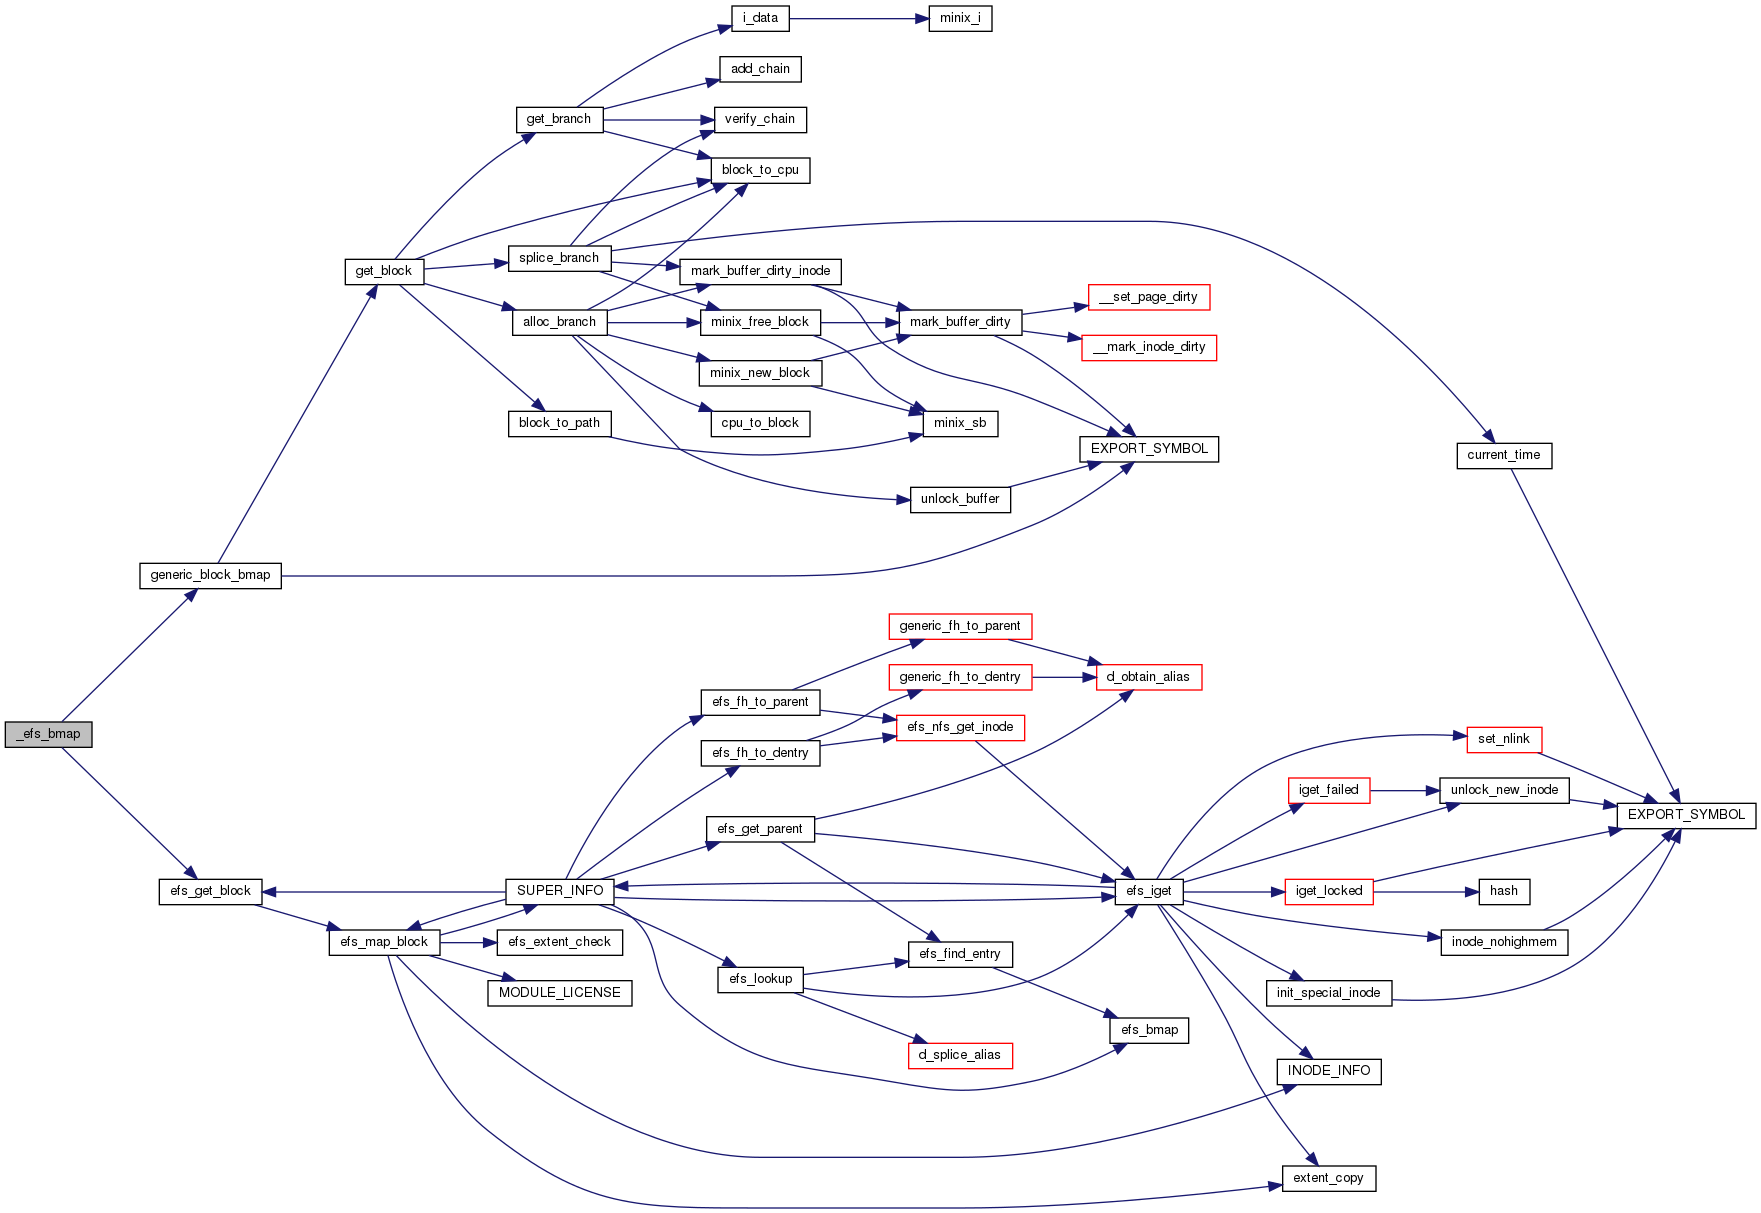 i_data
minix_i
add_chain
get_branch
verify_chain
block_to_cpu
get_block
splice_branch
mark_buffer_dirty_inode
__set_page_dirty
alloc_branch
minix_free_block
mark_buffer_dirty
__mark_inode_dirty
minix_new_block
block_to_path
cpu_to_block
minix_sb
EXPORT_SYMBOL
current_time
unlock_buffer
generic_block_bmap
generic_fh_to_parent
generic_fh_to_dentry
d_obtain_alias
efs_fh_to_parent
efs_nfs_get_inode
_efs_bmap
efs_fh_to_dentry
set_nlink
iget_failed
unlock_new_inode
EXPORT_SYMBOL
efs_get_parent
efs_get_block
SUPER_INFO
efs_iget
iget_locked
hash
efs_map_block
efs_extent_check
efs_find_entry
inode_nohighmem
efs_lookup
MODULE_LICENSE
init_special_inode
efs_bmap
d_splice_alias
INODE_INFO
extent_copy